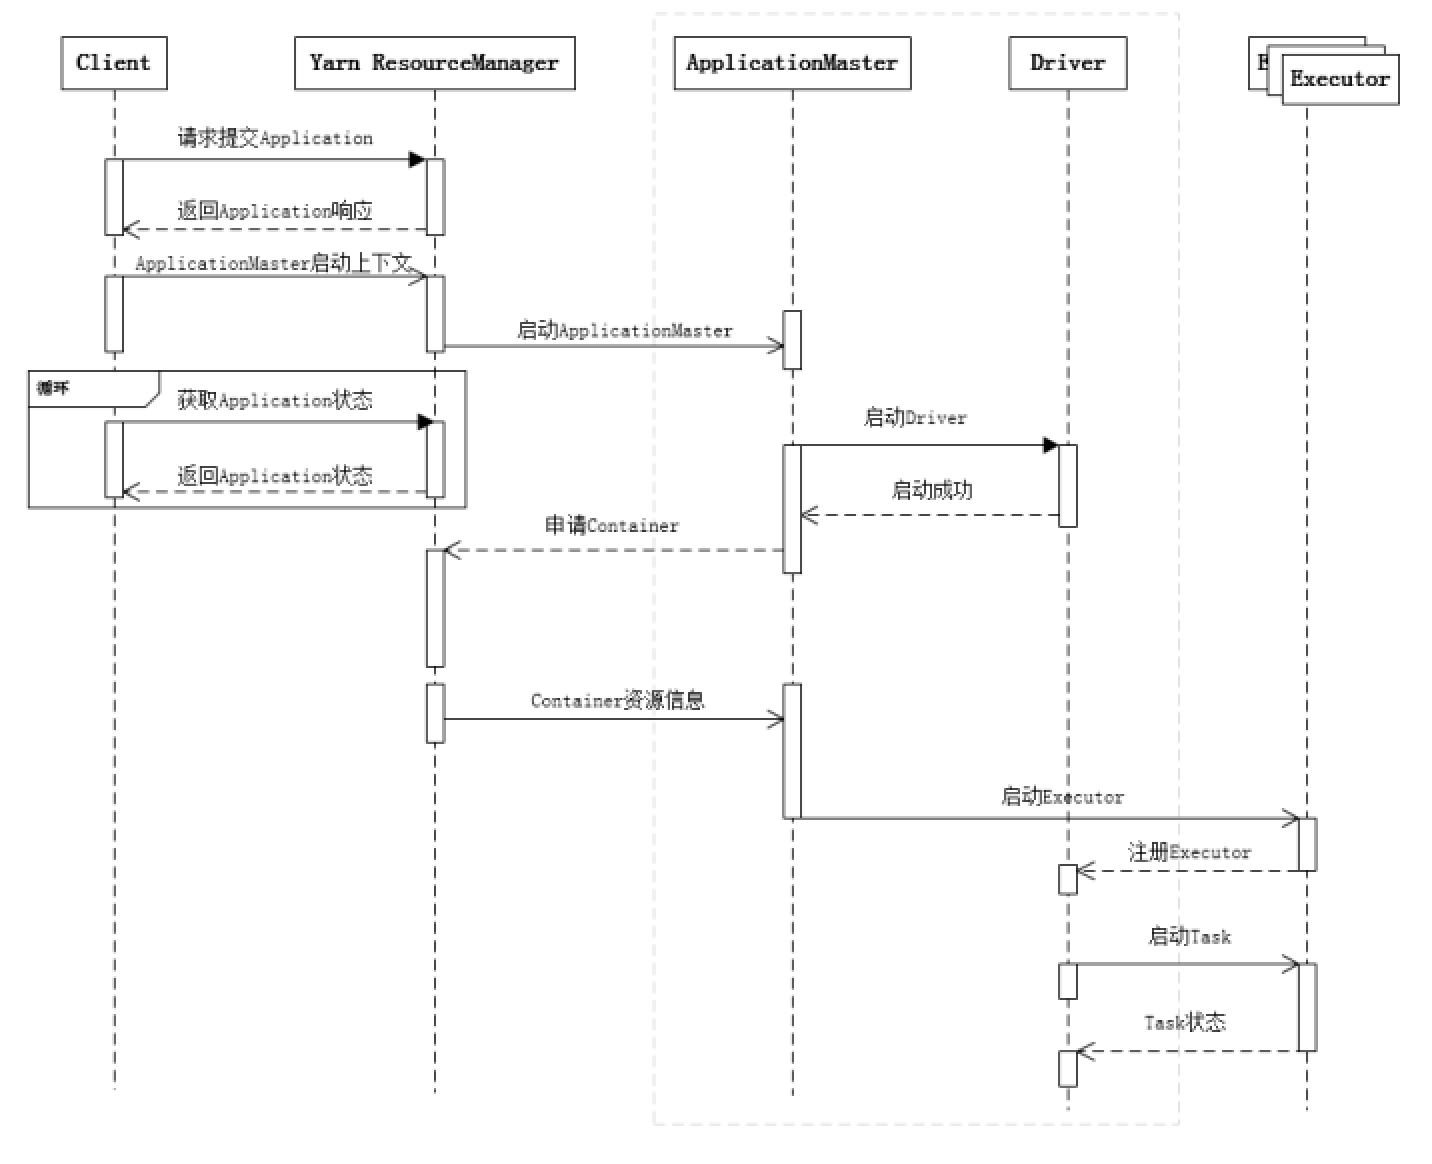 Client
Yarn ResourceManager
ApplicationMaster
Driver
E
Executor
请求提交Application
返回Application响应
ApplicationMaster启动上下文
启动ApplicationMaster
循环
获取Application状态
启动Driver
返回Application状态
启动成功
申请Container
Container资源信息
启动Executor
注册Executor
启动Task
Task状态